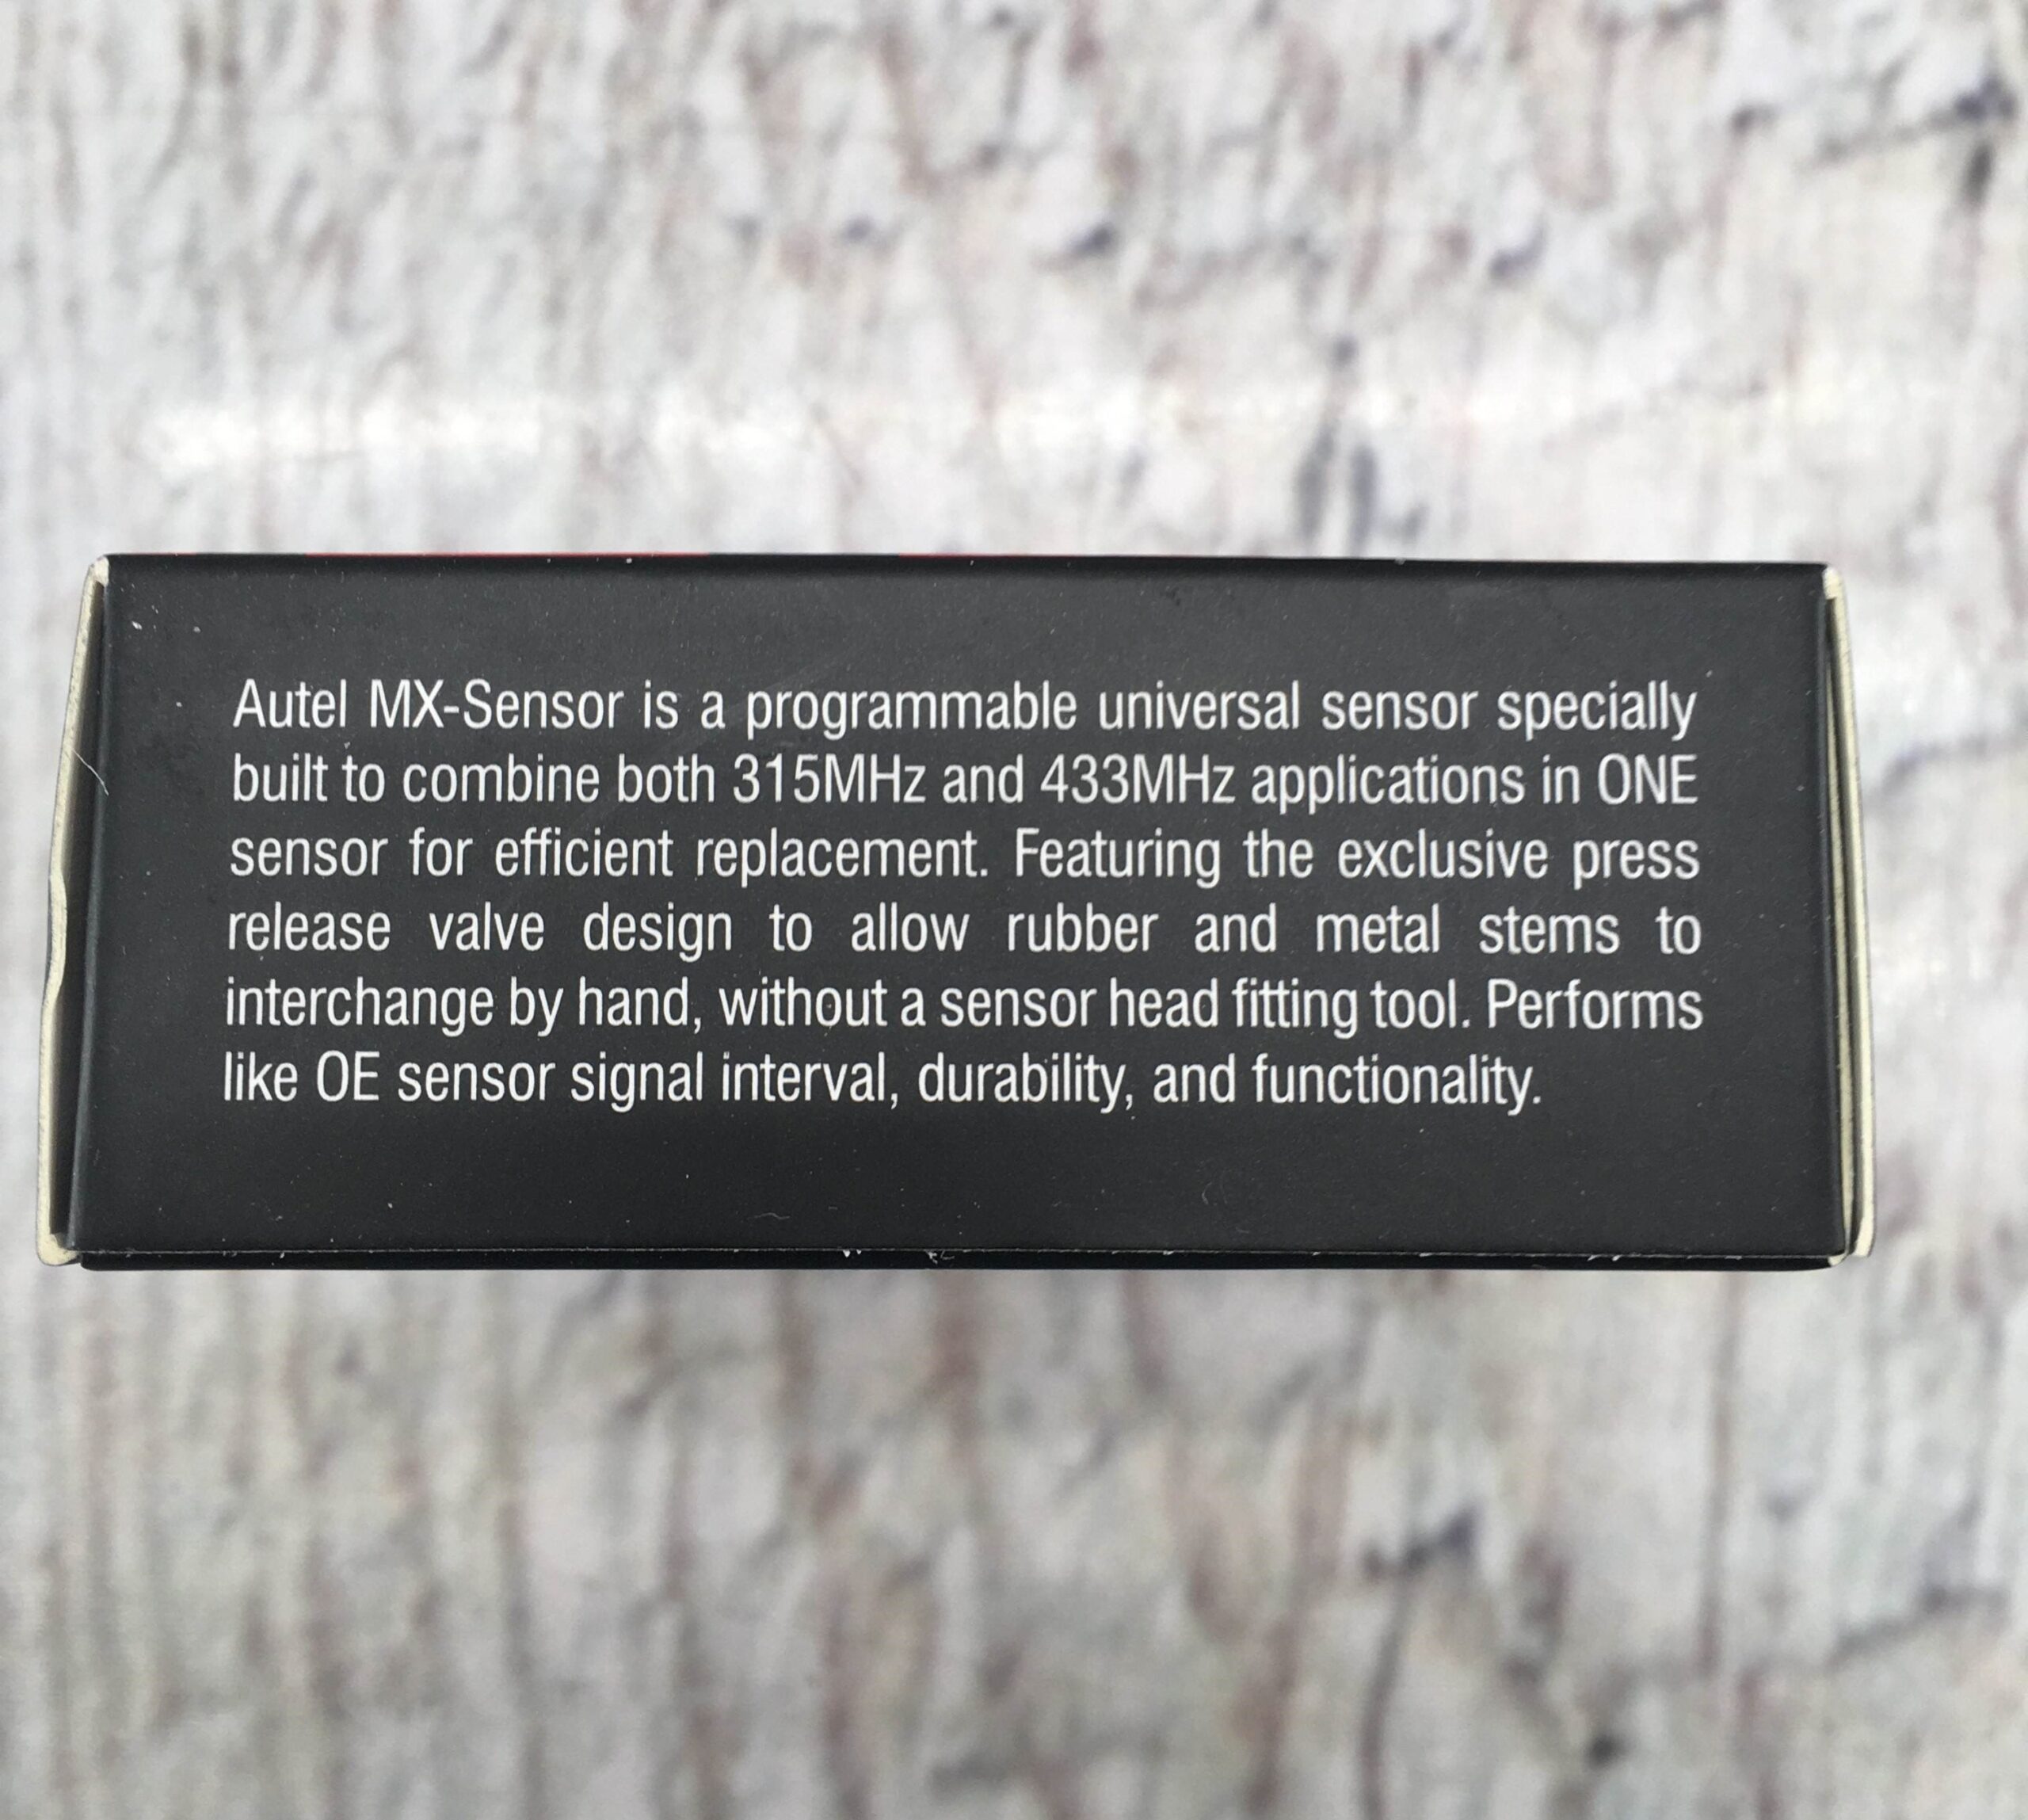 Autel MX-Sensor is a programmable universal sensor specially
built to combine both 315MHz and 433MHz applications in ONE
sensor for efficient replacement. Featuring the exclusive press
release valve design to allow rubber and metal stems to
interchange by hand, without a sensor head fitting tool. Performs
like OE sensor signal interval, durability, and functionality.